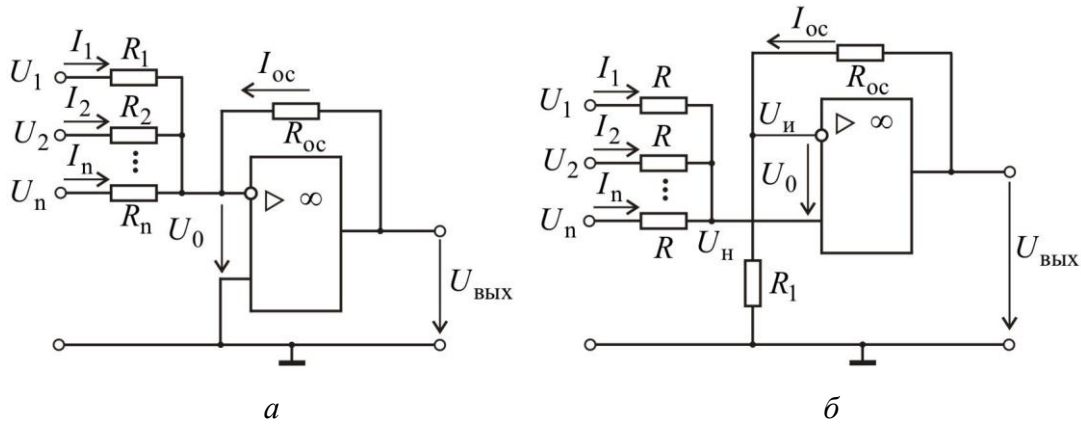 I₁ R₁
U₁
I₂ R₂
U₂
Iₙ
Uₙ
Rₙ
Iос
Rос
U₀
▷ ∞
Uвых
а
I₁ R
U₁
I₂ R
U₂
Iₙ
Uₙ
R
Uн
Iос
Rос
Uи
U₀
▷ ∞
R₁
Uвых
б